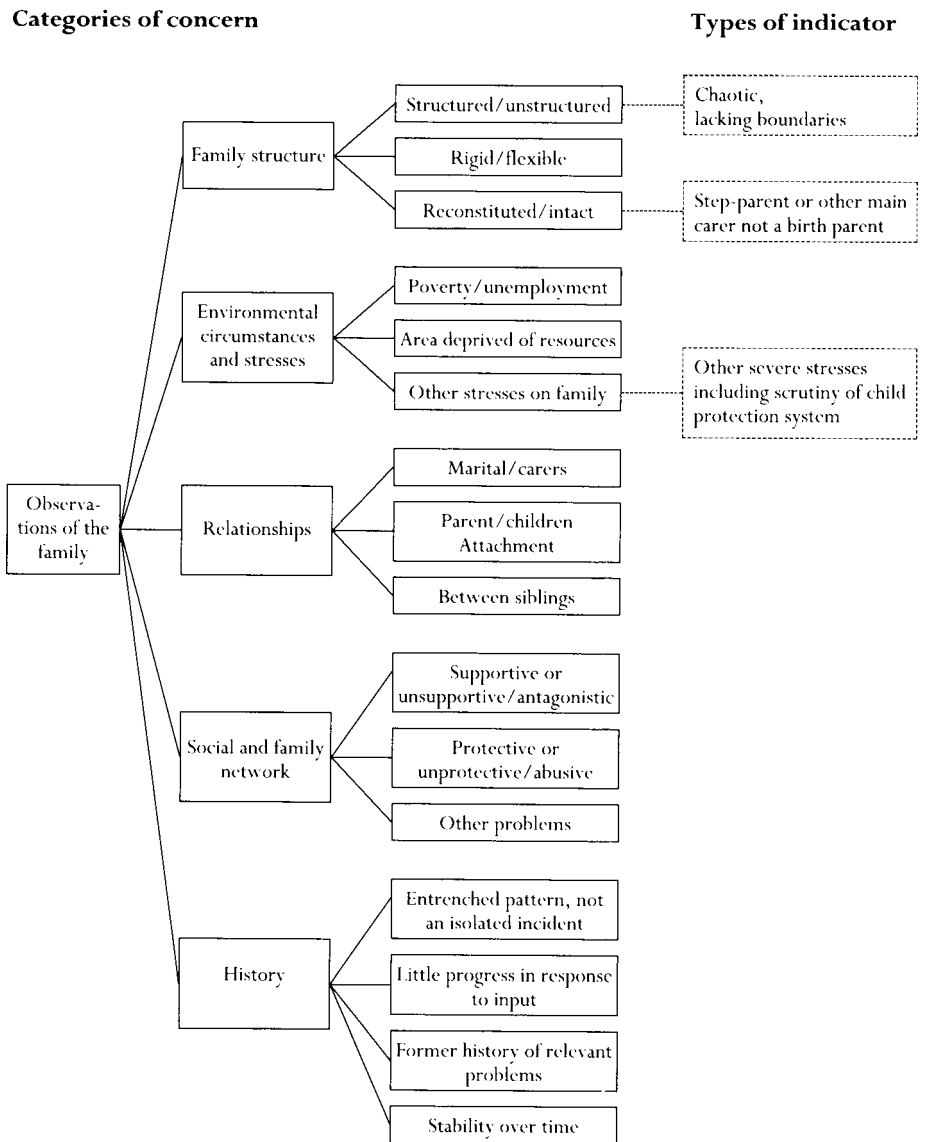 Categories of concern
Types of indicator
Structured/unstructured
Chaotic,
lacking boundaries
Family structure
Rigid/flexible
Reconstituted/intact
Step-parent or other main
carer not a birth parent
Poverty/unemployment
Environmental
circumstances
and stresses
Area deprived of resources
Other stresses on family
Other severe stresses
including scrutiny of child
protection system
Marital/carers
Observa-
tions of the
family
Relationships
Parent/children
Attachment
Between siblings
Supportive or
unsupportive/antagonistic
Social and family
network
Protective or
unprotective/abusive
Other problems
Entrenched pattern, not
an isolated incident
History
Little progress in response
to input
Former history of relevant
problems
Stability over time